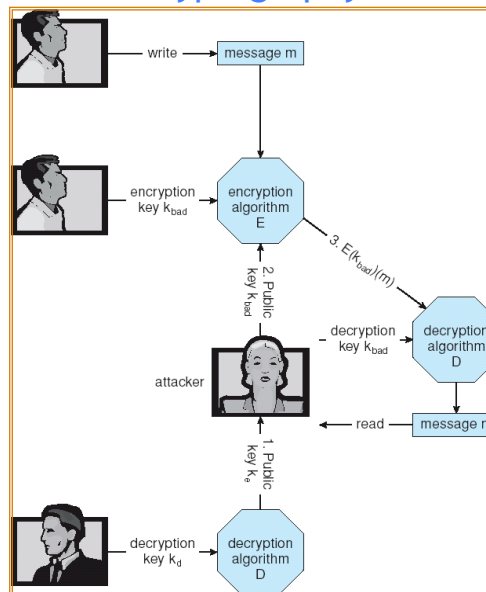 write
message m
encryption
key k_bad
encryption
algorithm
E
3. E(k_bad)(m)
2. Public
key k_bad
decryption
key k_bad
decryption
algorithm
D
attacker
read
message
1. Public
key k_e
decryption
key k_d
decryption
algorithm
D